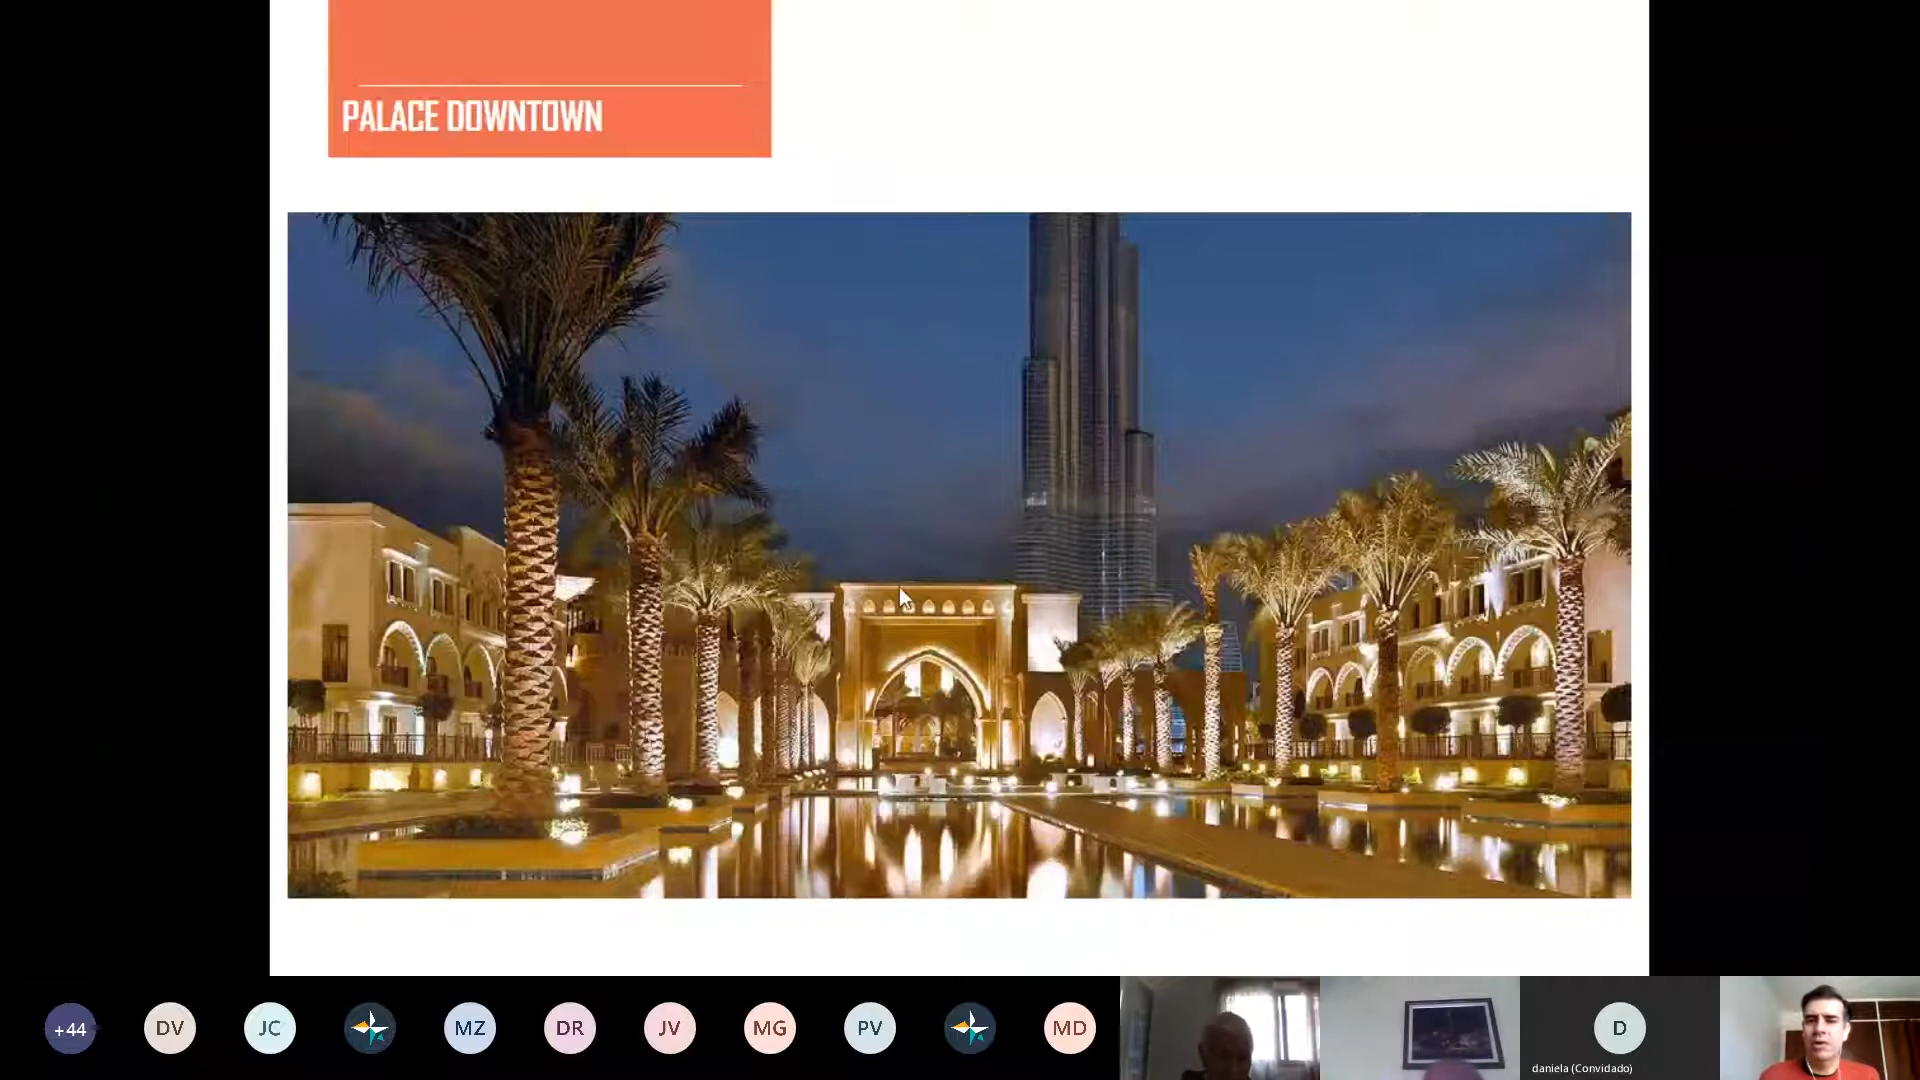 PALACE DOWNTOWN
+44
DV
JC
MZ
DR
JV
MG
PV
MD
D
daniela (Convidado)